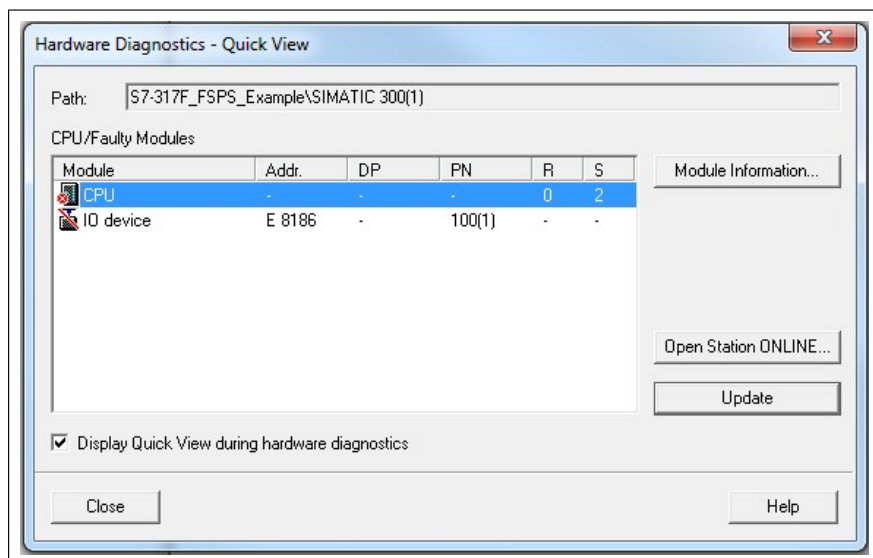 Hardware Diagnostics - Quick View
Path: S7-317F_FSPS_Example\SIMATIC 300(1)
CPU/Faulty Modules
Module Addr. DP PN R S
CPU - - - 0 2
IO device E 8186 - 100(1) - -
Module Information...
Open Station ONLINE...
Update
Display Quick View during hardware diagnostics
Close Help